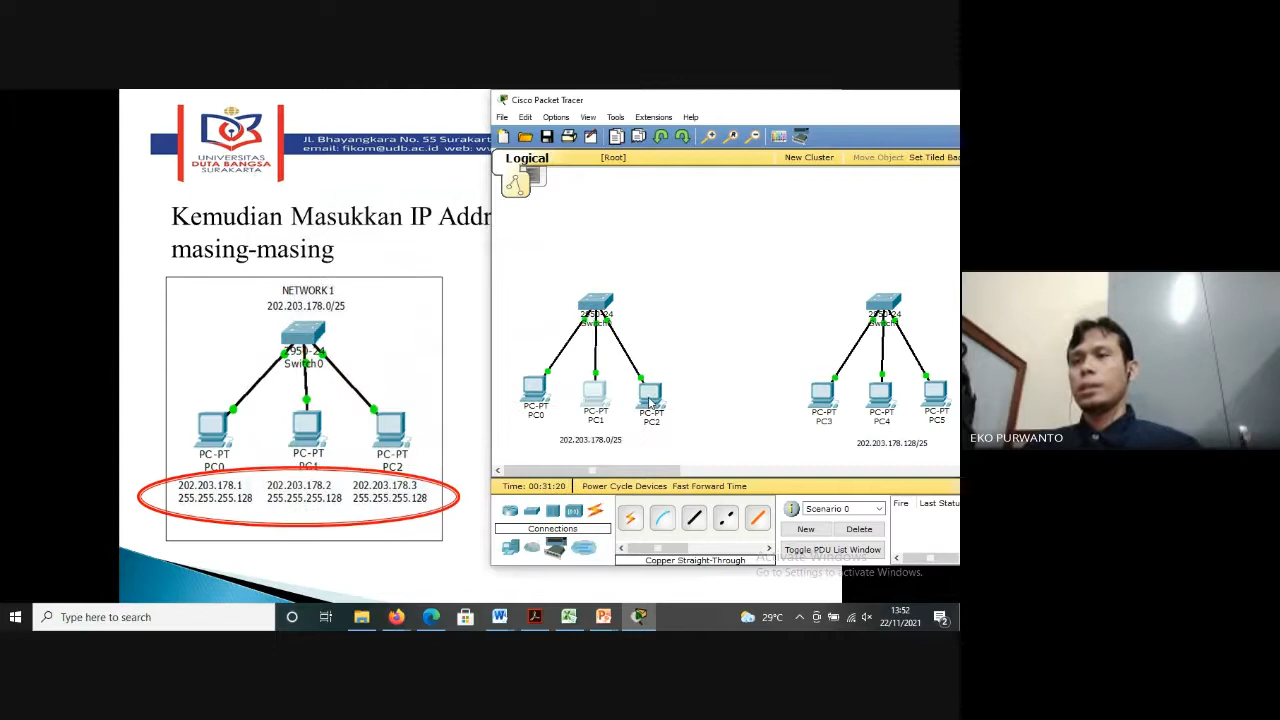 UNIVERSITAS
DUTA BANGSA
SURAKARTA
Jl. Bhayangkara No. 55 Surakart
email: fikom@udb.ac.id web: w
Kemudian Masukkan IP Addr
masing-masing
NETWORK1
202.203.178.0/25
2950-24
Switch0
PC-PT
PC0
PC-PT
PC1
PC-PT
PC2
202.203.178.1
255.255.255.128
202.203.178.2
255.255.255.128
202.203.178.3
255.255.255.128
Cisco Packet Tracer
File Edit Options View Tools Extensions Help
Logical
[Root]
New Cluster
Move Object
Set Tiled Bac
2950-24
2950-24
PC-PT
PC0
PC-PT
PC1
PC-PT
PC2
202.203.178.0/25
PC-PT
PC3
PC-PT
PC4
PC-PT
PC5
202.203.178.128/25
Time: 00:31:20
Power Cycle Devices Fast Forward Time
Connections
Copper Straight-Through
Scenario 0
New
Delete
Toggle PDU List Window
Fire
Last Statu
Activate Windows
Go to Settings to activate Windows.
EKO PURWANTO
Type here to search
29°C
13:52
22/11/2021
2